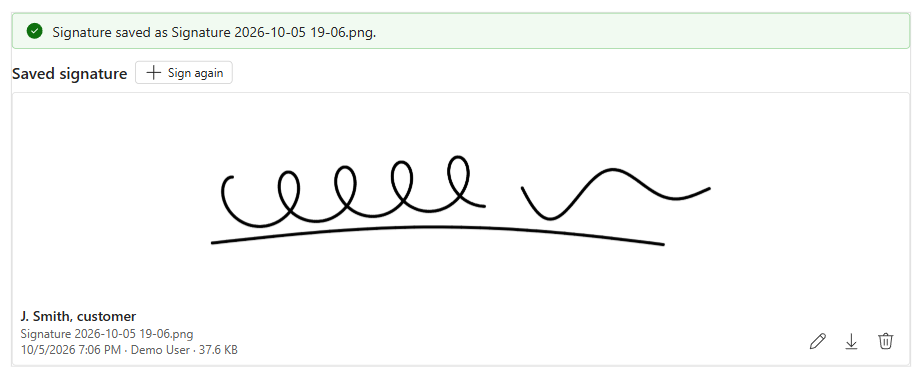 Signature saved as Signature 2026-10-05 19-06.png.
Saved signature
Sign again
J. Smith, customer
Signature 2026-10-05 19-06.png
10/5/2026 7:06 PM · Demo User · 37.6 KB